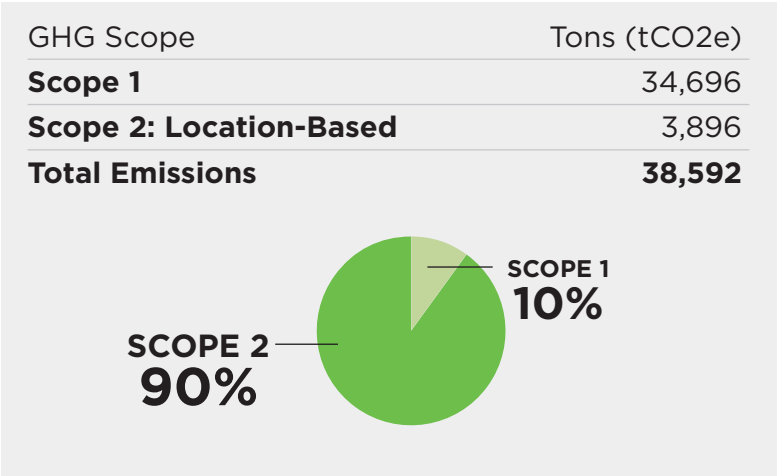 GHG Scope Tons (tCO2e)
Scope 1 34,696
Scope 2: Location-Based 3,896
Total Emissions 38,592
SCOPE 1
10%
SCOPE 2
90%